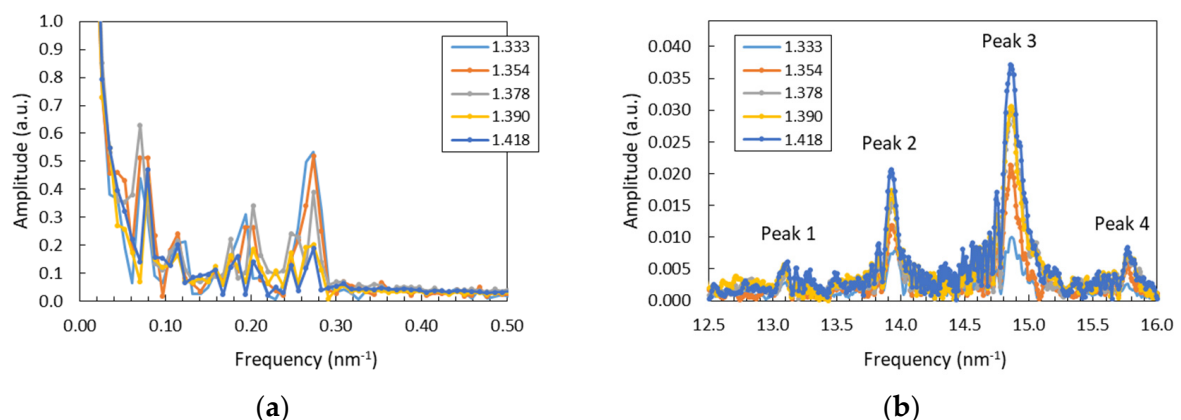 1.0
0.9
0.8
0.7
0.6
0.5
0.4
0.3
0.2
0.1
0.0
Amplitude (a.u.)
0.00 0.10 0.20 0.30 0.40 0.50
Frequency (nm⁻¹)
1.333
1.354
1.378
1.390
1.418
(a)
0.040
0.035
0.030
0.025
0.020
0.015
0.010
0.005
0.000
Amplitude (a.u.)
12.5 13.0 13.5 14.0 14.5 15.0 15.5 16.0
Frequency (nm⁻¹)
1.333
1.354
1.378
1.390
1.418
Peak 1
Peak 2
Peak 3
Peak 4
(b)